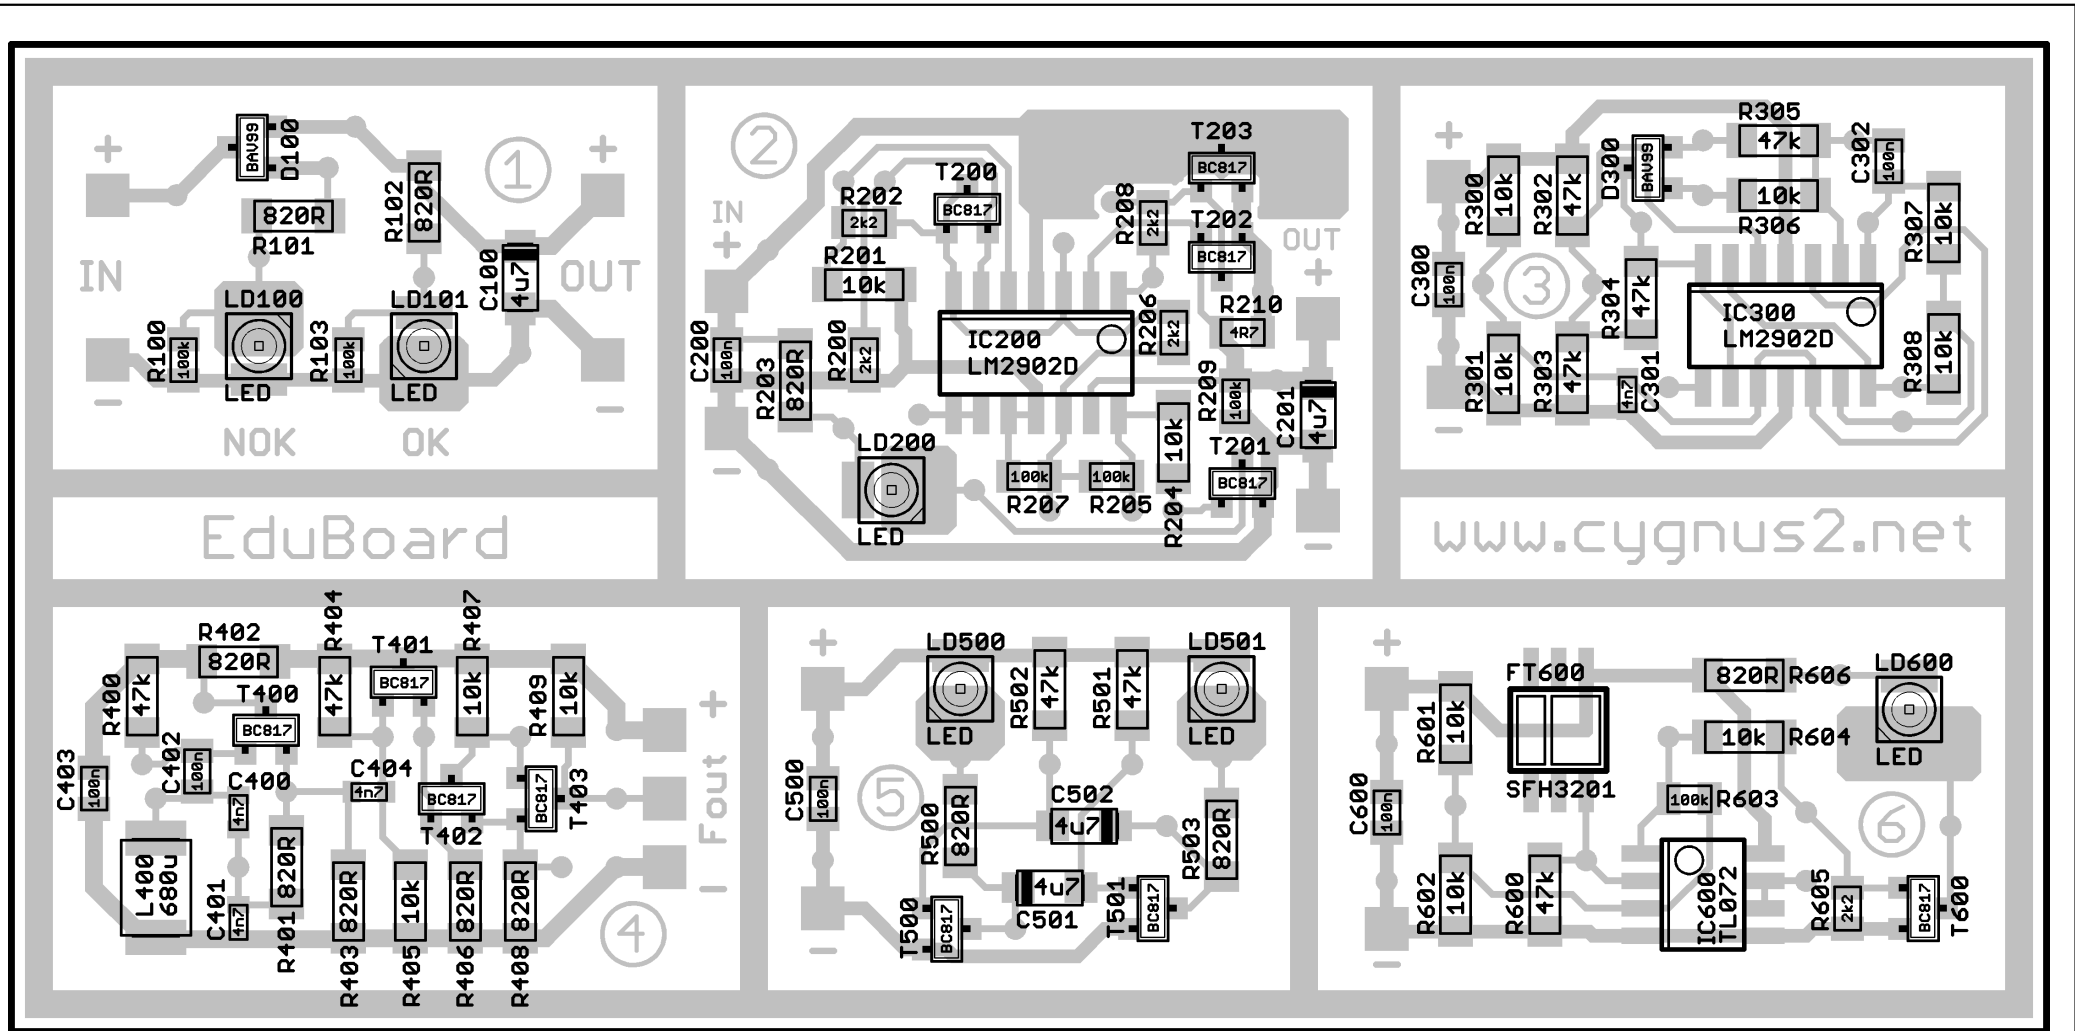 +
BAV99
D100
1
+
R102
820R
820R
R101
IN
C100
4u7
OUT
LD100
LD101
R100
100k
R103
100k
LED
LED
−
−
NOK
OK
2
T203
BC817
T200
BC817
R202
2k2
R208
2k2
T202
BC817
IN
+
R201
10k
OUT
+
IC200
LM2902D
R206
2k2
R210
4R7
C200
100n
R203
820R
R200
2k2
R209
100k
C201
4u7
R204
10k
−
LD200
LED
100k
R207
100k
R205
T201
BC817
−
+
R305
47k
C302
100n
D300
BAV99
R300
10k
R302
47k
10k
R306
R307
10k
C300
100n
3
R304
47k
IC300
LM2902D
R308
10k
R301
10k
R303
47k
4n7
C301
−
EduBoard
www.cygnus2.net
R404
47k
R407
10k
R402
820R
T401
BC817
R400
47k
T400
BC817
R409
10k
+
C403
100n
C402
100n
C400
4n7
C404
4n7
BC817
T402
BC817
T403
Fout
L400
680u
C401
4n7
820R
R401
820R
R403
10k
R405
820R
R406
820R
R408
−
4
+
LD500
LED
R502
47k
R501
47k
LD501
LED
C500
100n
5
R500
820R
C502
4u7
R503
820R
4u7
C501
T500
BC817
T501
BC817
−
+
FT600
SFH3201
820R
R606
LD600
LED
R601
10k
10k
R604
C600
100n
100k
R603
6
R602
10k
R600
47k
IC600
TL072
R605
2k2
BC817
T600
−